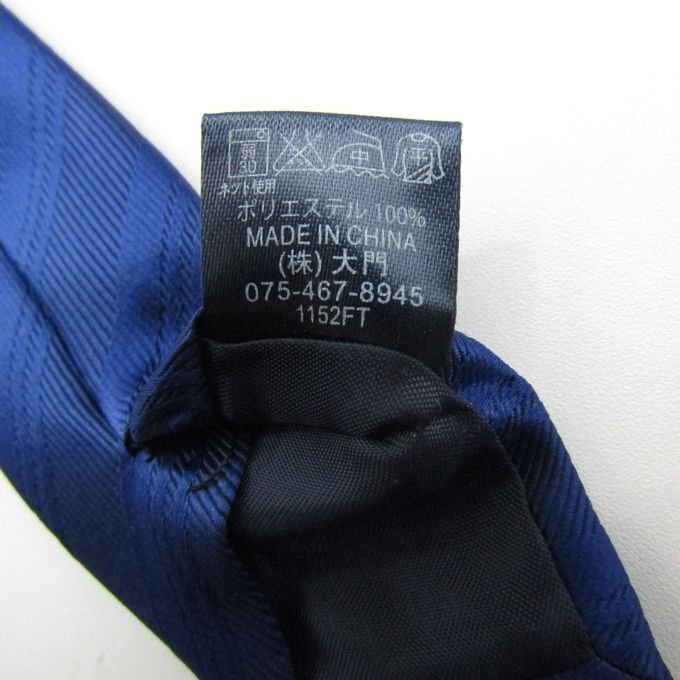 弱
30
中
ネット使用
ポリエステル 100%
MADE IN CHINA
(株) 大門
075-467-8945
1152FT